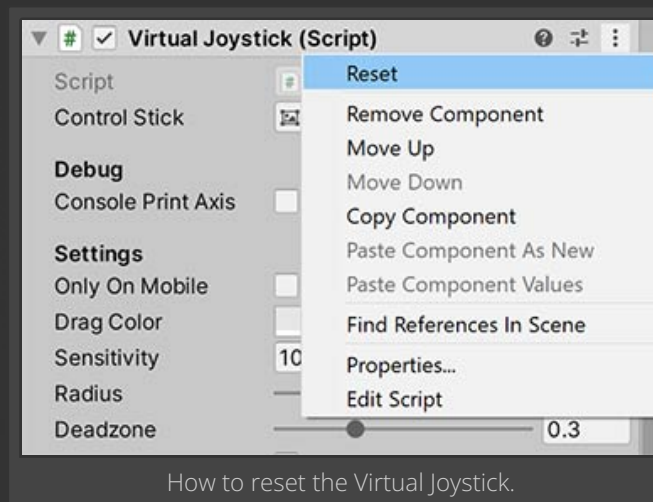 # Virtual Joystick (Script)
Script #
Control Stick
Debug
Console Print Axis
Settings
Only On Mobile
Drag Color
Sensitivity 10
Radius
Deadzone 0.3
Reset
Remove Component
Move Up
Move Down
Copy Component
Paste Component As New
Paste Component Values
Find References In Scene
Properties...
Edit Script
How to reset the Virtual Joystick.